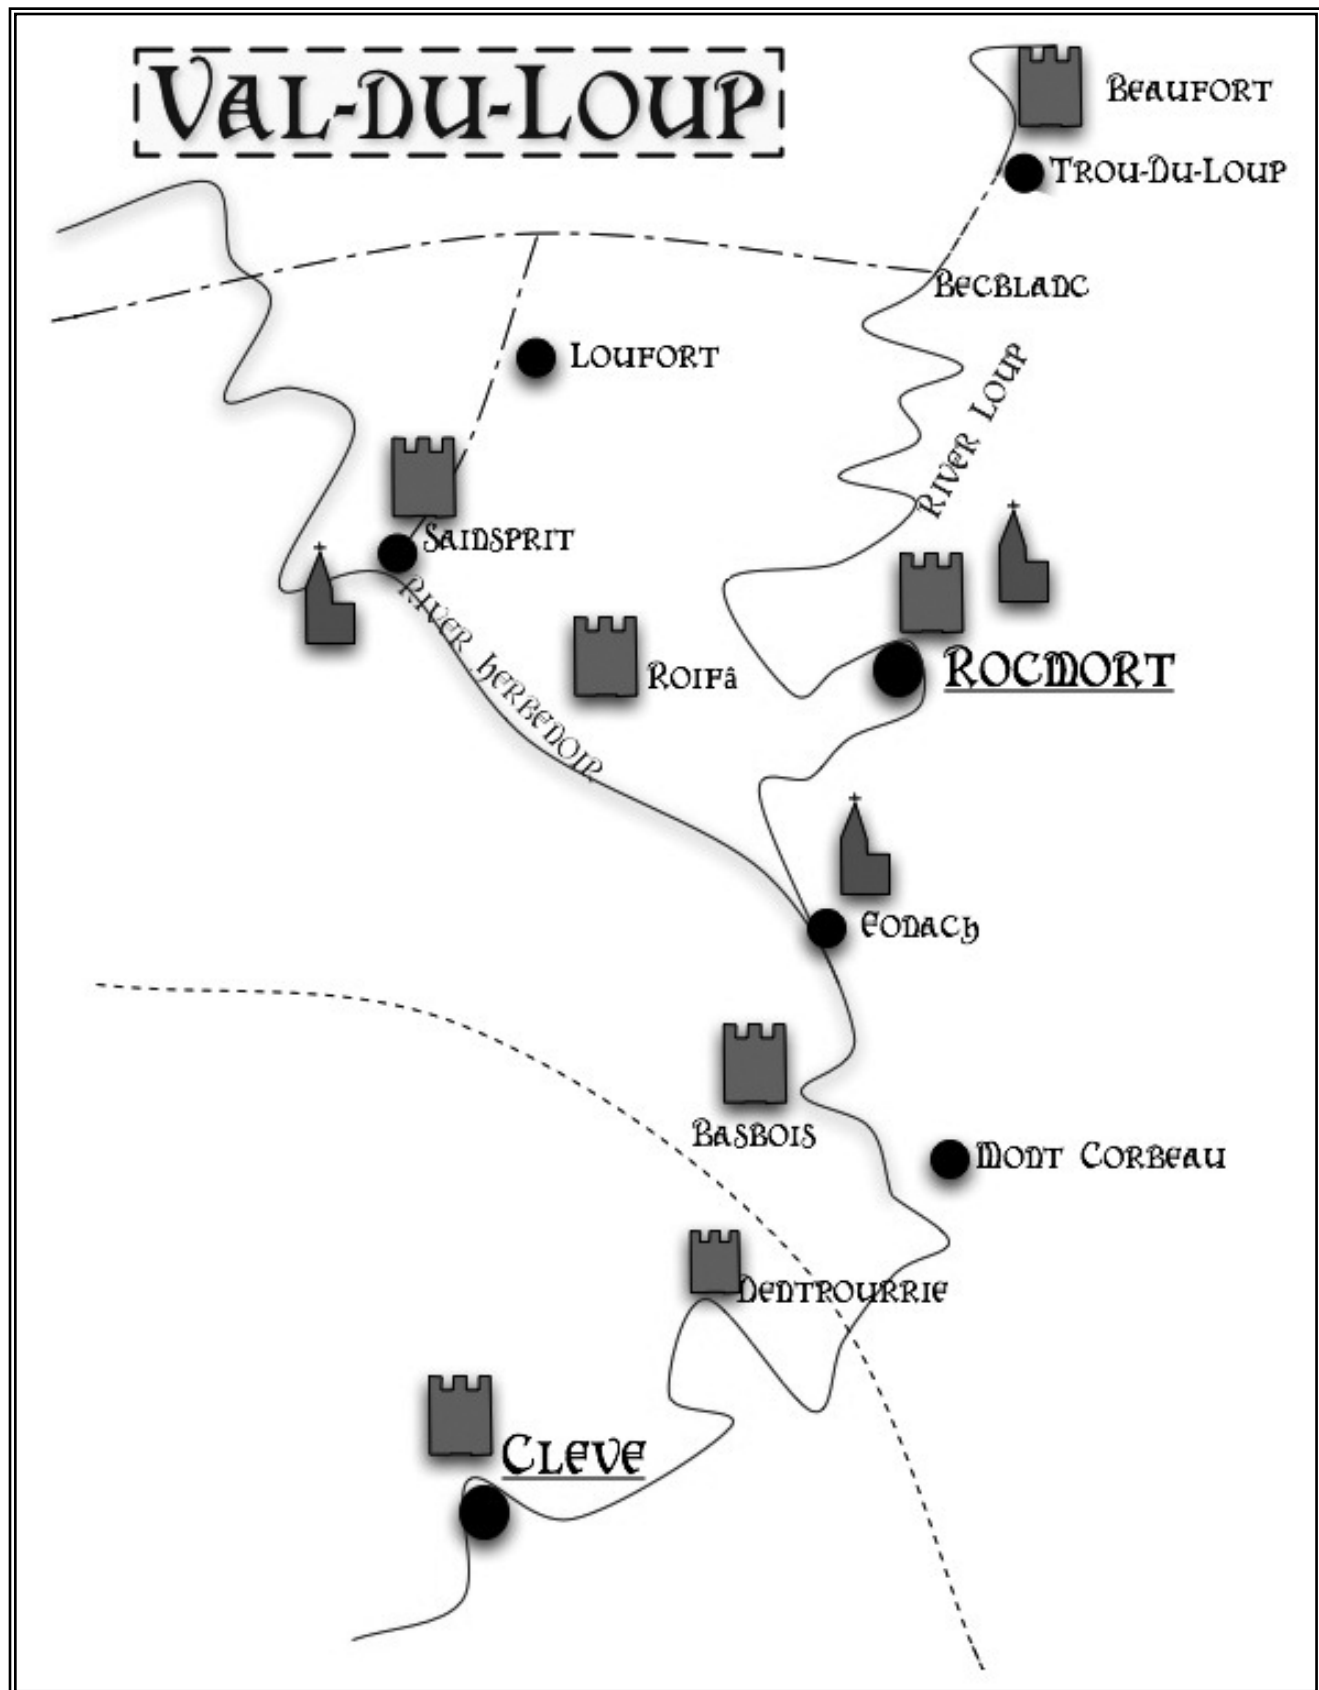 VAL-DU-LOUP
BEAUFORT
TROU-DU-LOUP
BECBLANC
LOUFORT
RIVER LOUP
SAINSPRIT
RIVER HERBENOIR
ROIFâ
ROCMORT
EONACH
BASBOIS
MONT CORBEAU
DENTPOURRIE
CLEVE